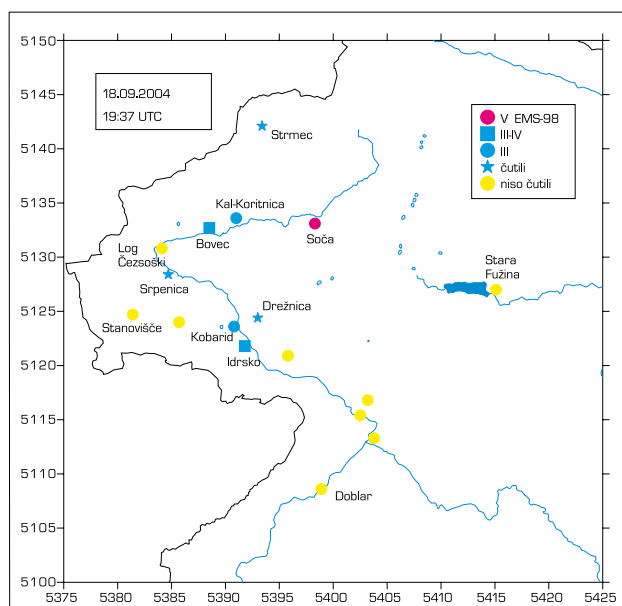 5150
5145
5140
5135
5130
5125
5120
5115
5110
5105
5100
5375
5380
5385
5390
5395
5400
5405
5410
5415
5420
5425
18.09.2004
19:37 UTC
V EMS-98
III-IV
III
čutili
niso čutili
Strmec
Kal-Koritnica
Bovec
Soča
Log
Čezsoški
Srpenica
Stara
Fužina
Drežnica
Stanovišče
Kobarid
Idrsko
Doblar